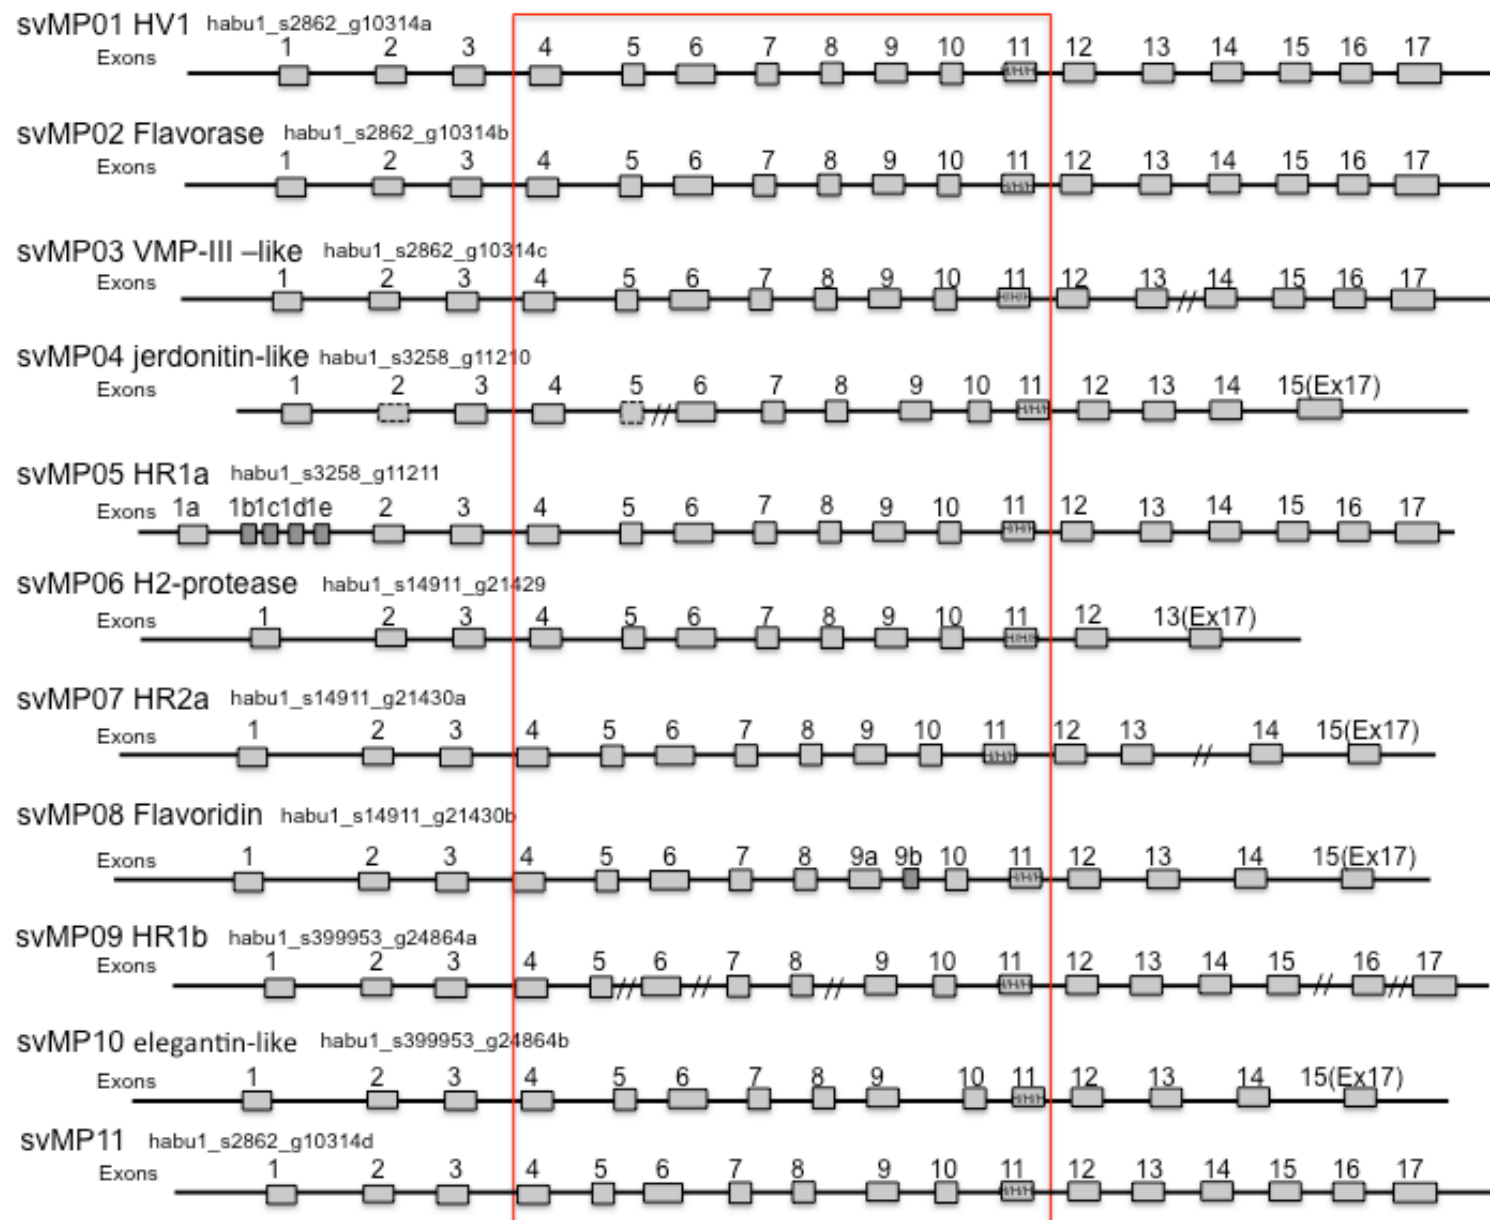 svMP01 HV1 habu1_s2862_g10314a
Exons 1 2 3 4 5 6 7 8 9 10 11 12 13 14 15 16 17
H/H/H
svMP02 Flavorase habu1_s2862_g10314b
Exons 1 2 3 4 5 6 7 8 9 10 11 12 13 14 15 16 17
H/H/H
svMP03 VMP-III –like habu1_s2862_g10314c
Exons 1 2 3 4 5 6 7 8 9 10 11 12 13 14 15 16 17
H/H/H //
svMP04 jerdonitin-like habu1_s3258_g11210
Exons 1 2 3 4 5 6 7 8 9 10 11 12 13 14 15(Ex17)
// H/H/H
svMP05 HR1a habu1_s3258_g11211
Exons 1a 1b1c1d1e 2 3 4 5 6 7 8 9 10 11 12 13 14 15 16 17
H/H/H
svMP06 H2-protease habu1_s14911_g21429
Exons 1 2 3 4 5 6 7 8 9 10 11 12 13(Ex17)
H/H/H
svMP07 HR2a habu1_s14911_g21430a
Exons 1 2 3 4 5 6 7 8 9 10 11 12 13 14 15(Ex17)
H/H/H //
svMP08 Flavoridin habu1_s14911_g21430b
Exons 1 2 3 4 5 6 7 8 9a 9b 10 11 12 13 14 15(Ex17)
H/H/H
svMP09 HR1b habu1_s399953_g24864a
Exons 1 2 3 4 5 6 7 8 9 10 11 12 13 14 15 16 17
// // // H/H/H // //
svMP10 elegantin-like habu1_s399953_g24864b
Exons 1 2 3 4 5 6 7 8 9 10 11 12 13 14 15(Ex17)
H/H/H
svMP11 habu1_s2862_g10314d
Exons 1 2 3 4 5 6 7 8 9 10 11 12 13 14 15 16 17
H/H/H